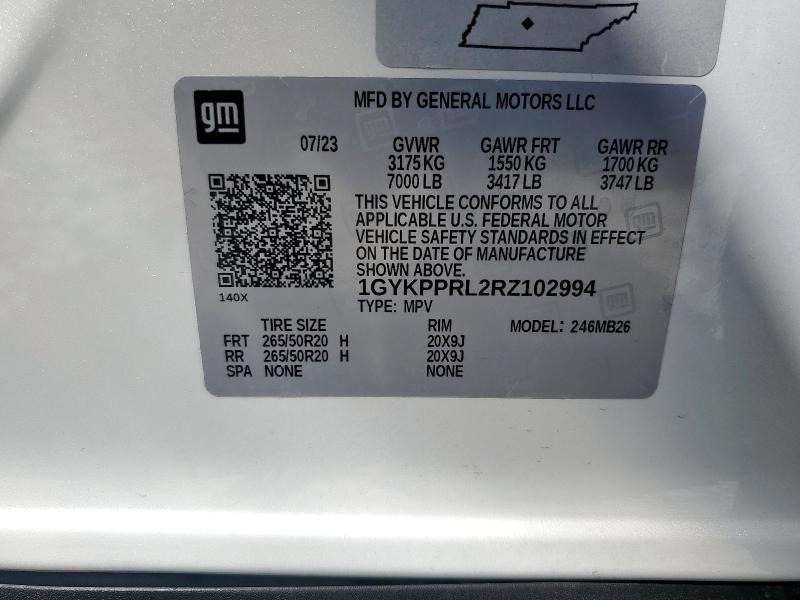 gm
MFD BY GENERAL MOTORS LLC
07/23 GVWR GAWR FRT GAWR RR
3175 KG 1550 KG 1700 KG
7000 LB 3417 LB 3747 LB
THIS VEHICLE CONFORMS TO ALL
APPLICABLE U.S. FEDERAL MOTOR
VEHICLE SAFETY STANDARDS IN EFFECT
ON THE DATE OF MANUFACTURE
SHOWN ABOVE.
140X
1GYKPPRL2RZ102994
TYPE: MPV
TIRE SIZE RIM MODEL: 246MB26
FRT 265/50R20 H 20X9J
RR 265/50R20 H 20X9J
SPA NONE NONE